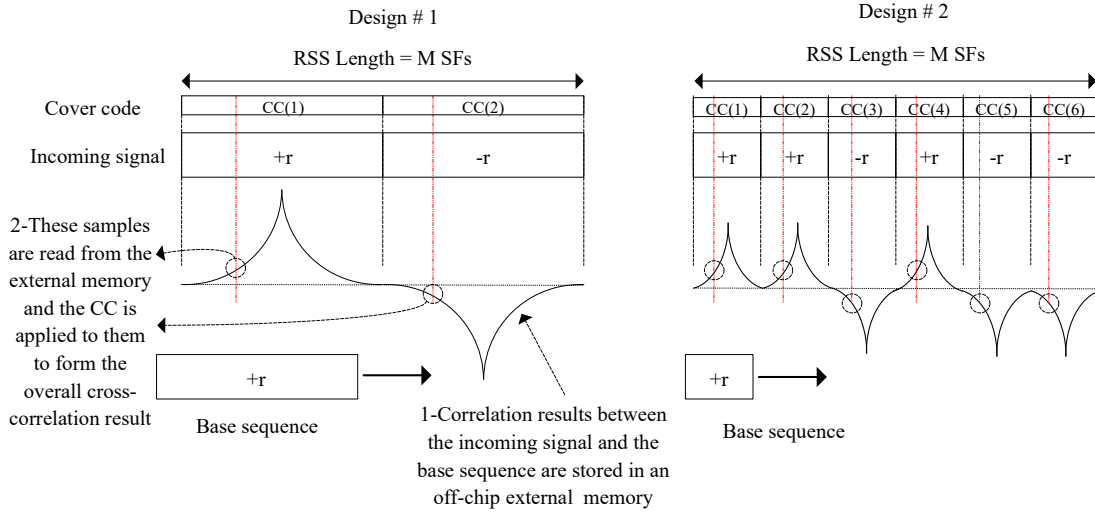 Design # 1
RSS Length = M SFs
Cover code
CC(1)
CC(2)
Incoming signal
+r
-r
2-These samples
are read from the
external memory
and the CC is
applied to them
to form the
overall cross-
correlation result
+r
Base sequence
1-Correlation results between
the incoming signal and the
base sequence are stored in an
off-chip external  memory
Design # 2
RSS Length = M SFs
CC(1)
CC(2)
CC(3)
CC(4)
CC(5)
CC(6)
+r
+r
-r
+r
-r
-r
+r
Base sequence